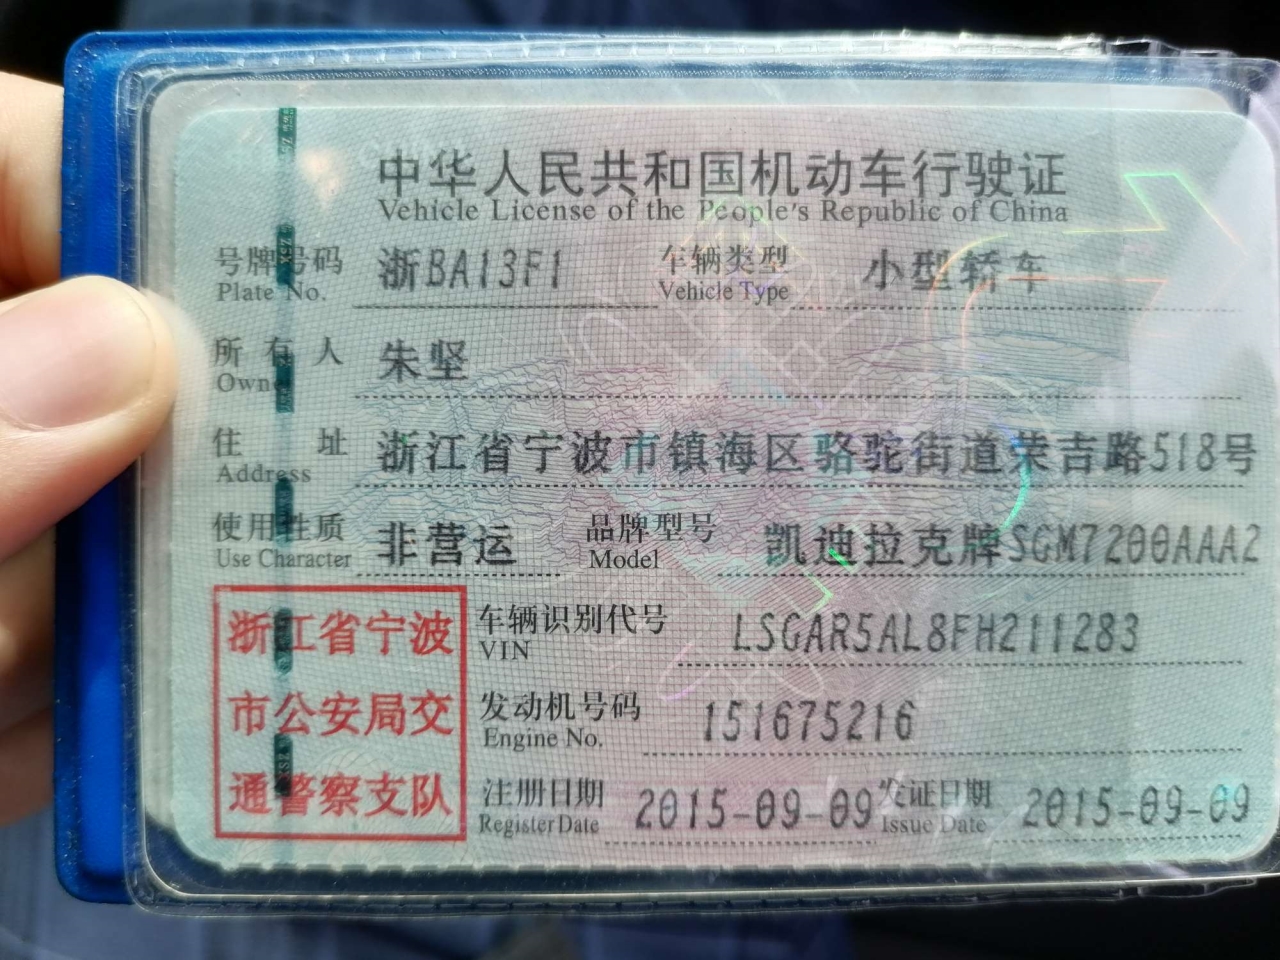 中华人民共和国机动车行驶证
Vehicle License of the People's Republic of China
号牌号码 浙BA13F1 车辆类型 小型轿车
Plate No. Vehicle Type
所有人 朱坚
Owner
住址 浙江省宁波市镇海区骆驼街道荣吉路518号
Address
使用性质 非营运 品牌型号 凯迪拉克牌SGM7200AAA2
Use Character Model
浙江省宁波
市公安局交
通警察支队
车辆识别代号 LSGAR5AL8FH211283
VIN
发动机号码 151675216
Engine No.
注册日期 2015-09-09 发证日期 2015-09-09
Register Date Issue Date